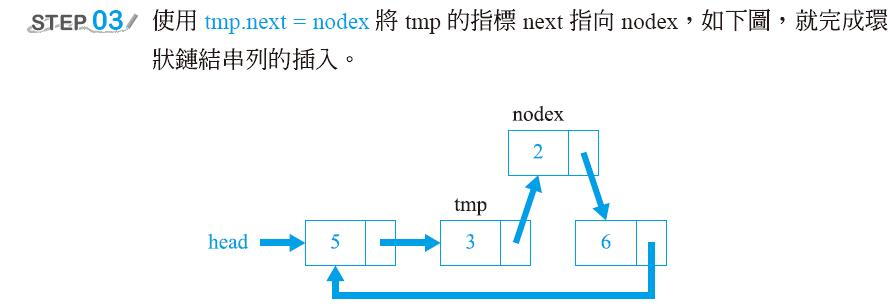 STEP 03 使用 tmp.next = nodex 將 tmp 的指標 next 指向 nodex，如下圖，就完成環
狀鏈結串列的插入。
nodex
2
tmp
head 5 3 6